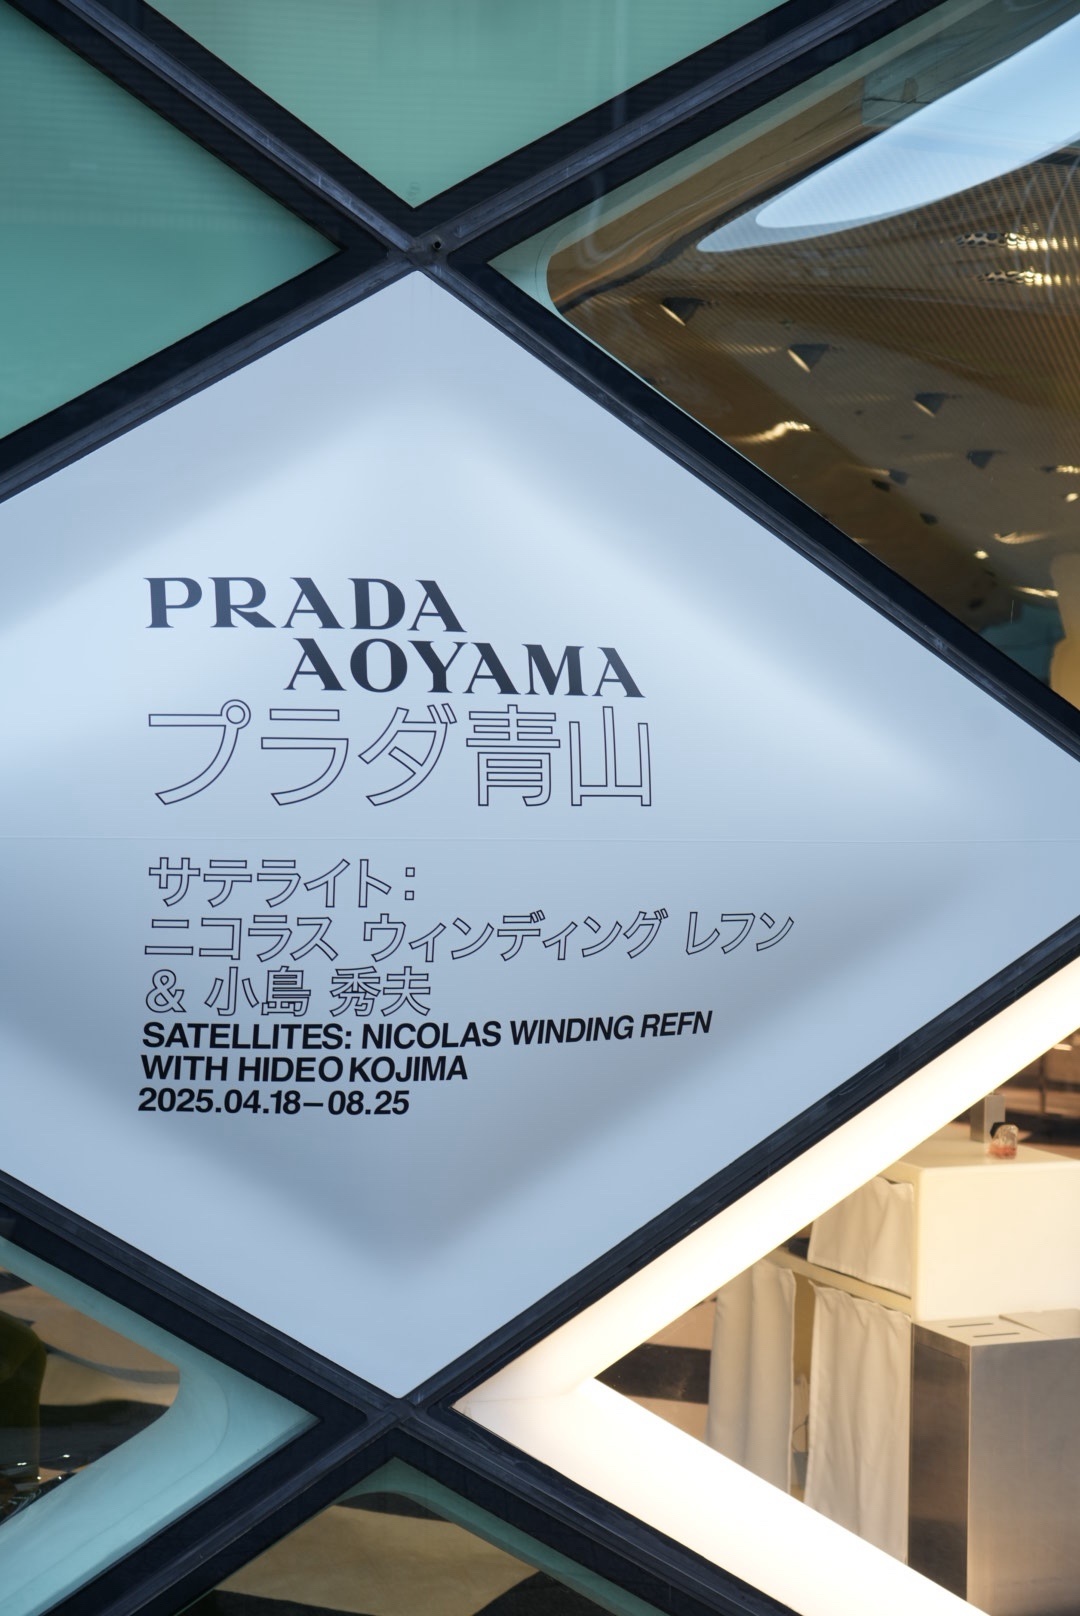 PRADA
AOYAMA
プラダ青山
サテライト:
ニコラス ウィンディング レフン
& 小島 秀夫
SATELLITES: NICOLAS WINDING REFN
WITH HIDEO KOJIMA
2025.04.18–08.25